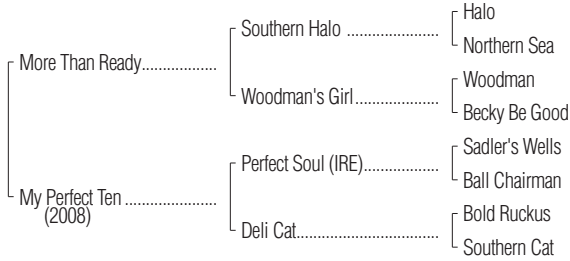 Halo
Southern Halo ....................
Northern Sea
More Than Ready................
Woodman
Woodman's Girl ..................
Becky Be Good
Sadler's Wells
Perfect Soul (IRE)................
Ball Chairman
My Perfect Ten ...................
(2008)
Bold Ruckus
Deli Cat...............................
Southern Cat